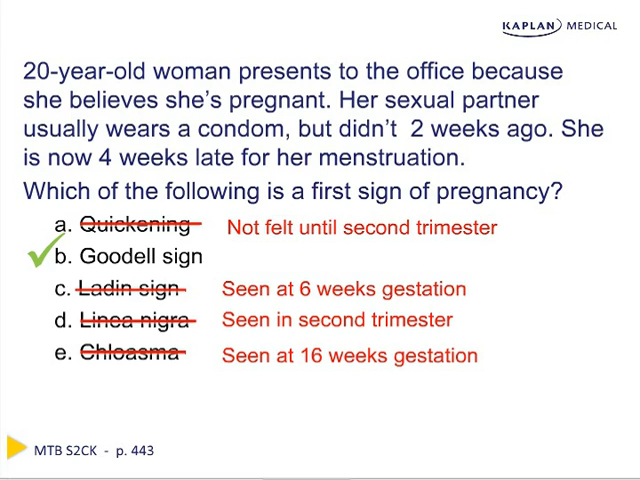 KAPLAN MEDICAL
20-year-old woman presents to the office because
she believes she's pregnant. Her sexual partner
usually wears a condom, but didn't 2 weeks ago. She
is now 4 weeks late for her menstruation.
Which of the following is a first sign of pregnancy?
a. Quickening Not felt until second trimester
b. Goodell sign
c. Ladin sign Seen at 6 weeks gestation
d. Linea nigra Seen in second trimester
e. Chloasma Seen at 16 weeks gestation
MTB S2CK - p. 443